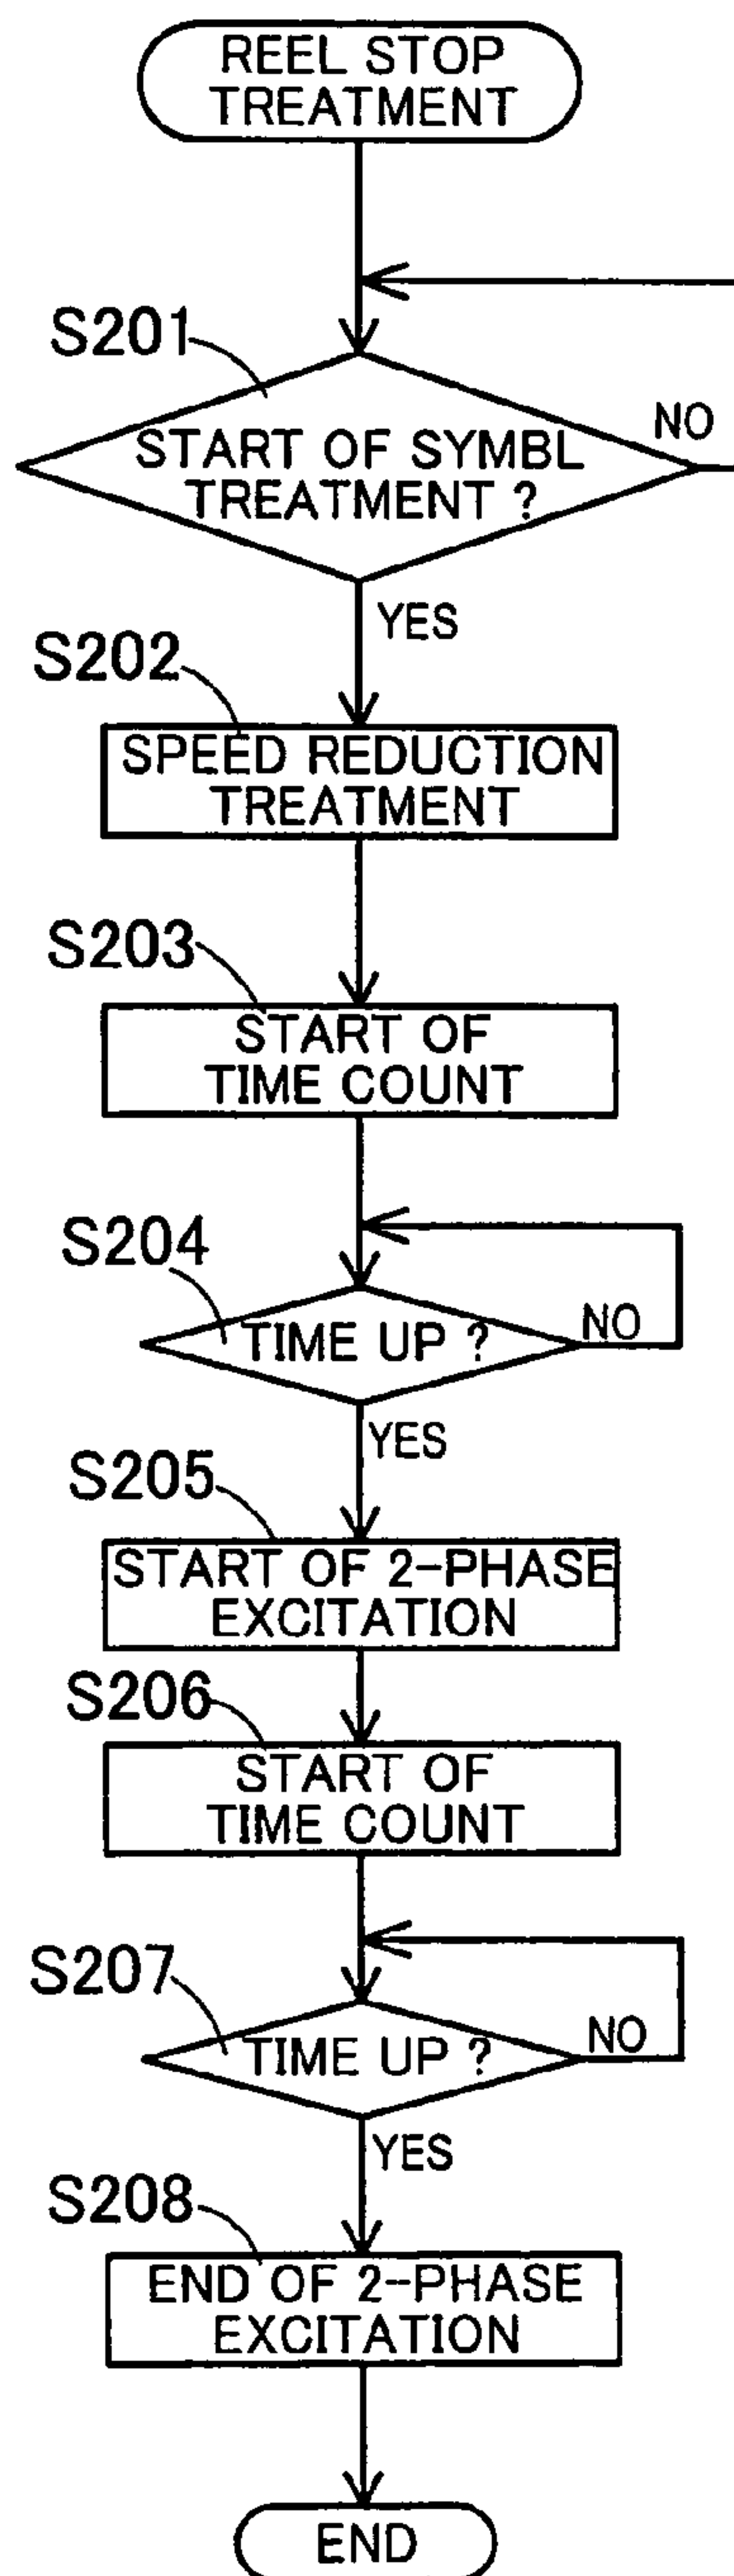 REEL STOP
TREATMENT
S201
START OF SYMBL
TREATMENT ?
NO
YES
S202
SPEED REDUCTION
TREATMENT
S203
START OF
TIME COUNT
S204
TIME UP ?
NO
YES
S205
START OF 2-PHASE
EXCITATION
S206
START OF
TIME COUNT
S207
TIME UP ?
NO
YES
S208
END OF 2-PHASE
EXCITATION
END